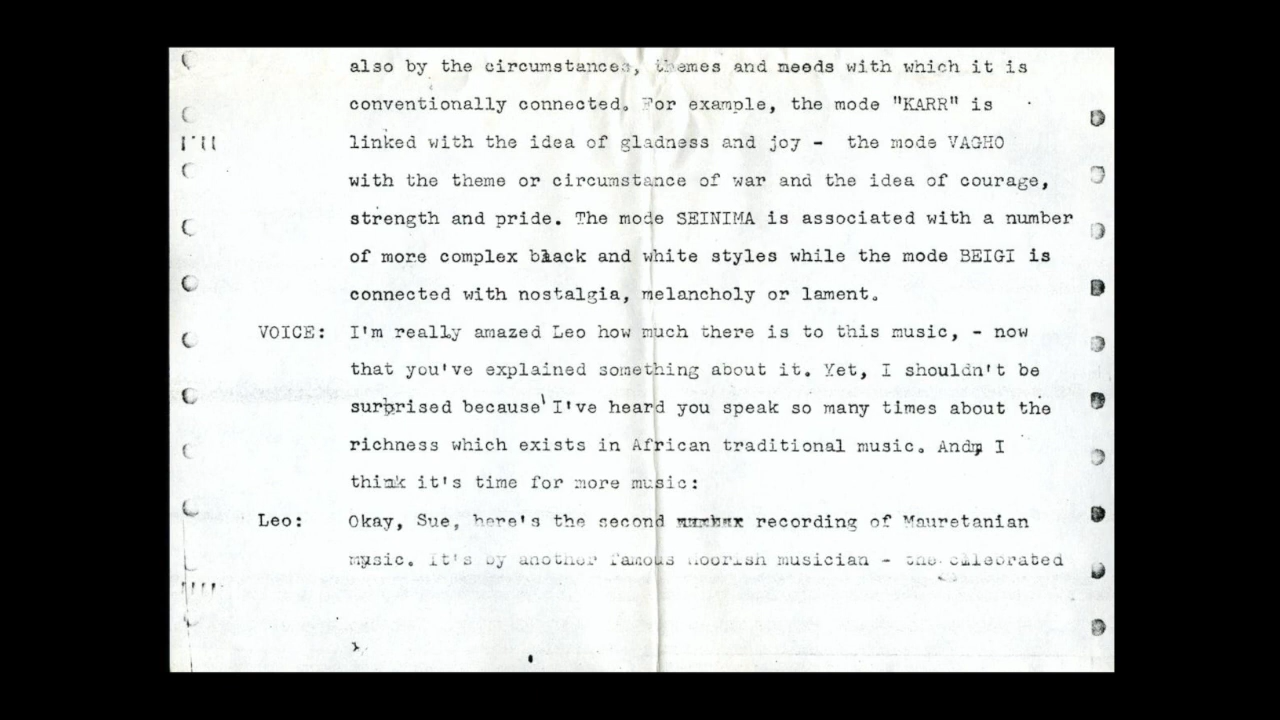 also by the circumstances, themes and needs with which it is
conventionally connected. For example, the mode "KARR" is
linked with the idea of gladness and joy - the mode VAGHO
with the theme or circumstance of war and the idea of courage,
strength and pride. The mode SEINIMA is associated with a number
of more complex black and white styles while the mode BEIGI is
connected with nostalgia, melancholy or lament.
VOICE: I'm really amazed Leo how much there is to this music, - now
that you've explained something about it. Yet, I shouldn't be
surprised because I've heard you speak so many times about the
richness which exists in African traditional music. And, I
think it's time for more music:
Leo: Okay, Sue, here's the second recording of Mauretanian
music. It's by another famous Moorish musician - the